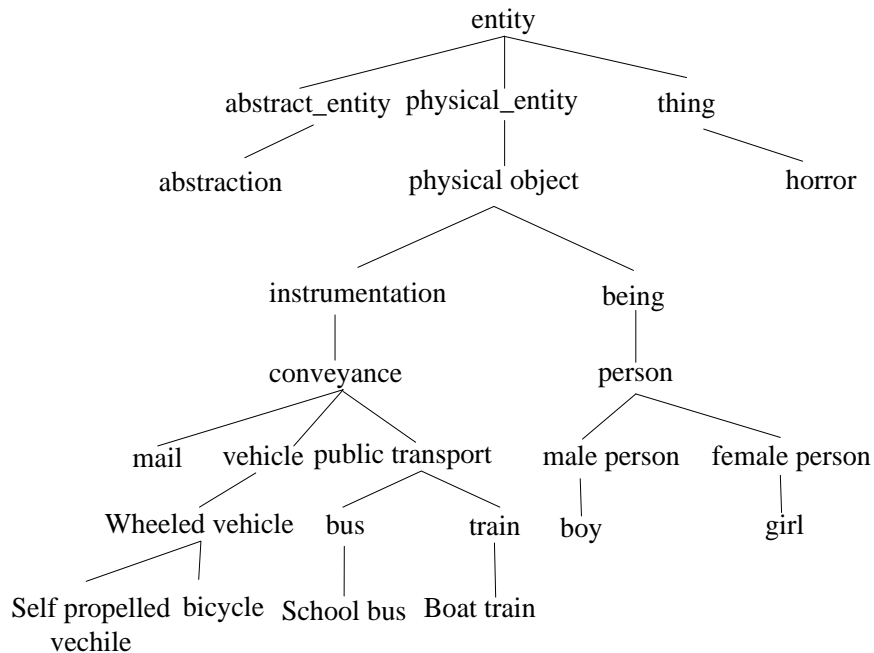 entity
abstract_entity physical_entity thing
abstraction physical object horror
instrumentation being
conveyance person
mail vehicle public transport male person female person
Wheeled vehicle bus train boy girl
Self propelled bicycle School bus Boat train
vechile